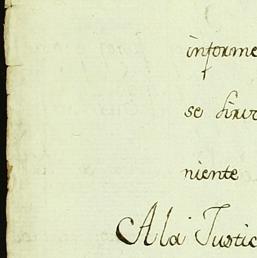 informe
se sirv
niente
A la Justic